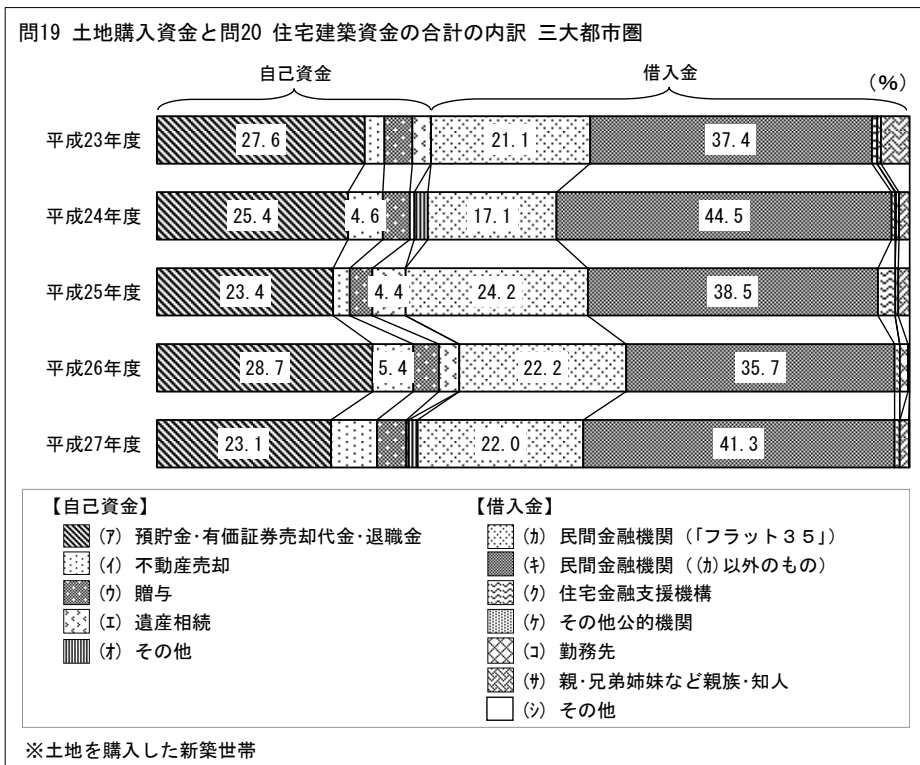 問19 土地購入資金と問20 住宅建築資金の合計の内訳 三大都市圏
自己資金 借入金 (%)
平成23年度 27.6 21.1 37.4
平成24年度 25.4 4.6 17.1 44.5
平成25年度 23.4 4.4 24.2 38.5
平成26年度 28.7 5.4 22.2 35.7
平成27年度 23.1 22.0 41.3
【自己資金】
(ア) 預貯金･有価証券売却代金･退職金
(イ) 不動産売却
(ウ) 贈与
(エ) 遺産相続
(オ) その他
【借入金】
(カ) 民間金融機関（｢フラット３５｣）
(キ) 民間金融機関（(カ)以外のもの）
(ク) 住宅金融支援機構
(ケ) その他公的機関
(コ) 勤務先
(サ) 親･兄弟姉妹など親族･知人
(シ) その他
※土地を購入した新築世帯